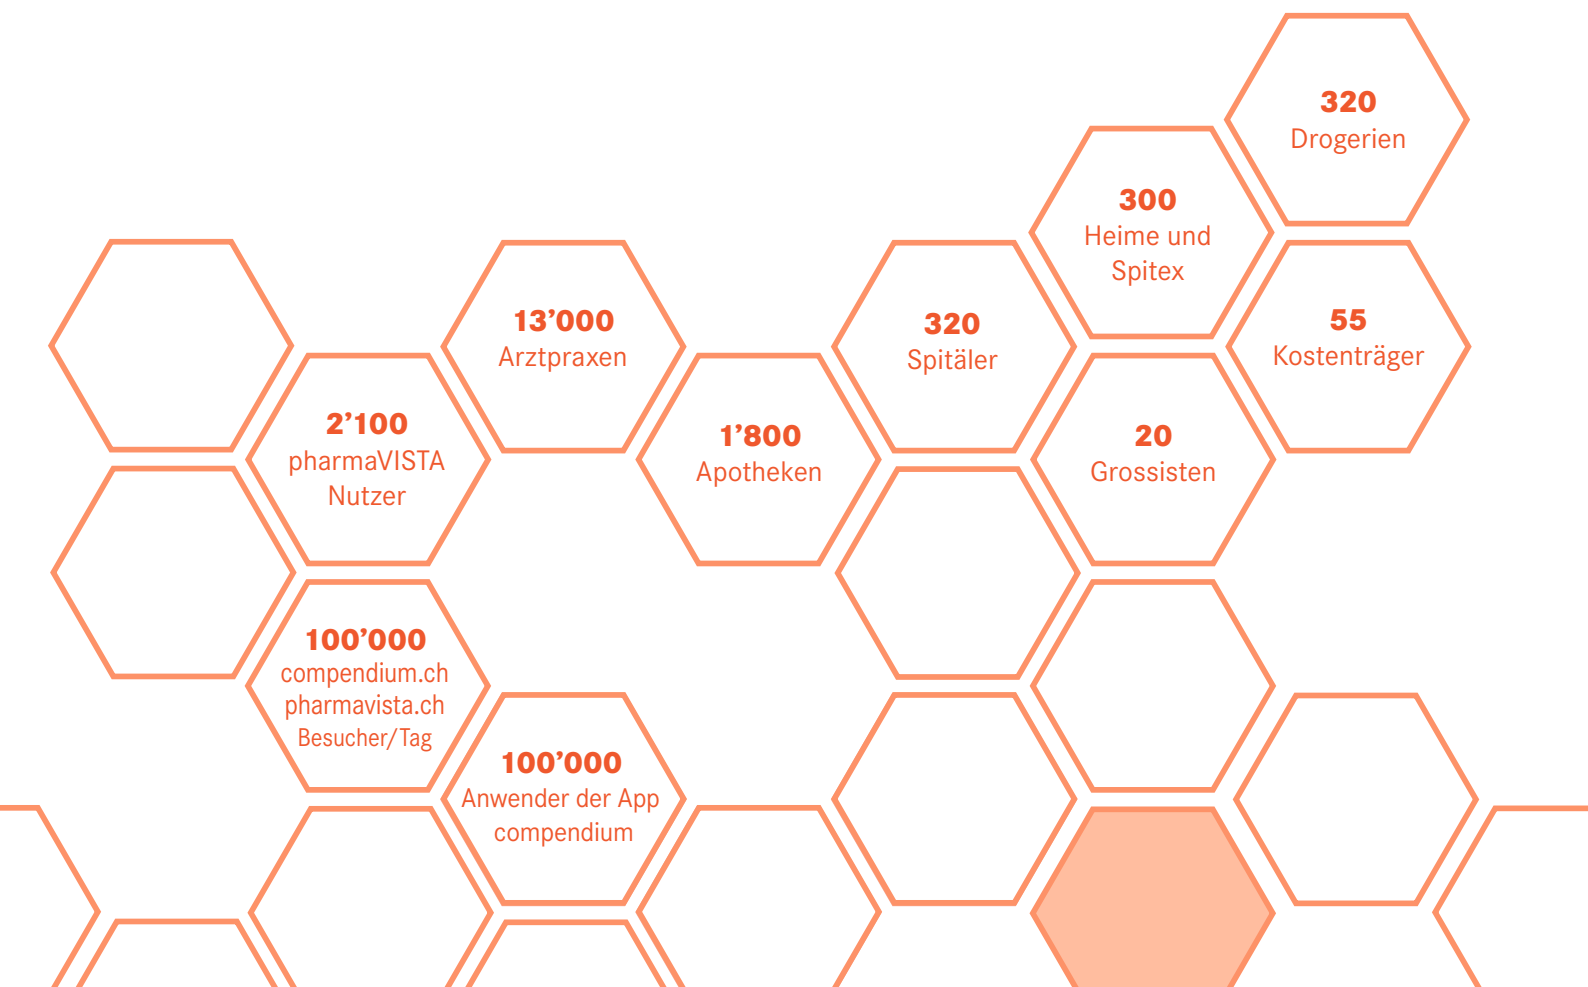 320
Drogerien
300
Heime und
Spitex
13’000
Arztpraxen
320
Spitäler
55
Kostenträger
2’100
pharmaVISTA
Nutzer
1’800
Apotheken
20
Grossisten
100’000
compendium.ch
pharmavista.ch
Besucher/Tag
100’000
Anwender der App
compendium